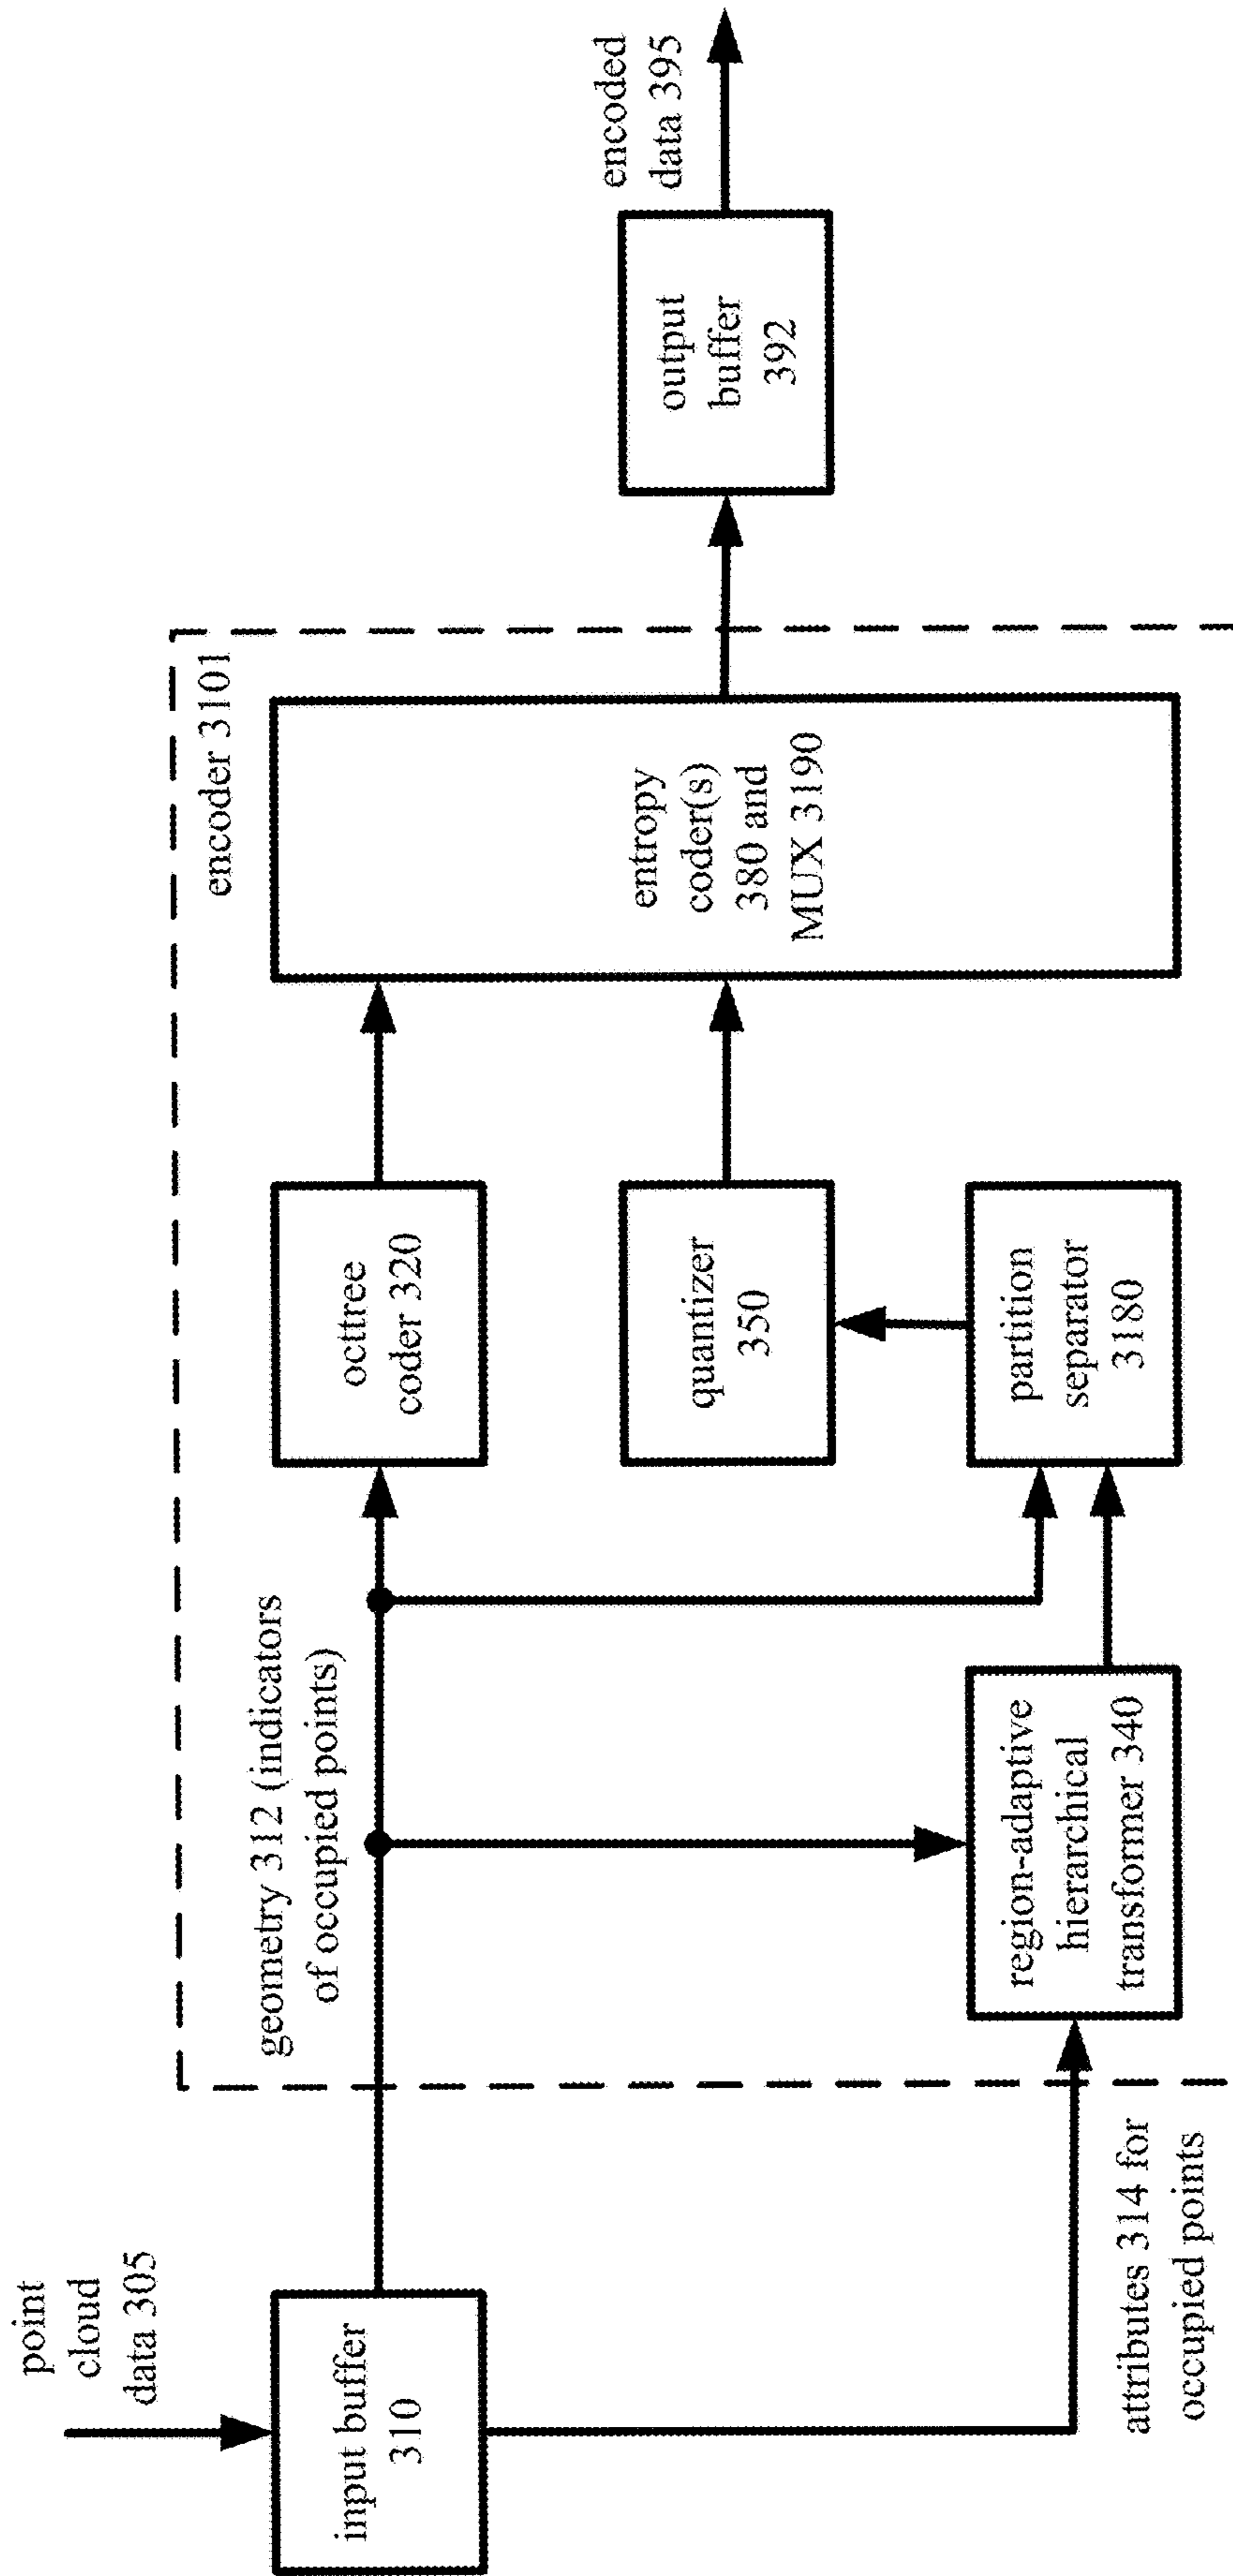 point
cloud
data 305
input buffer
310
geometry 312 (indicators
of occupied points)
attributes 314 for
occupied points
encoder 3101
octtree
coder 320
region-adaptive
hierarchical
transformer 340
partition
separator
3180
quantizer
350
entropy
coder(s)
380 and
MUX 3190
output
buffer
392
encoded
data 395